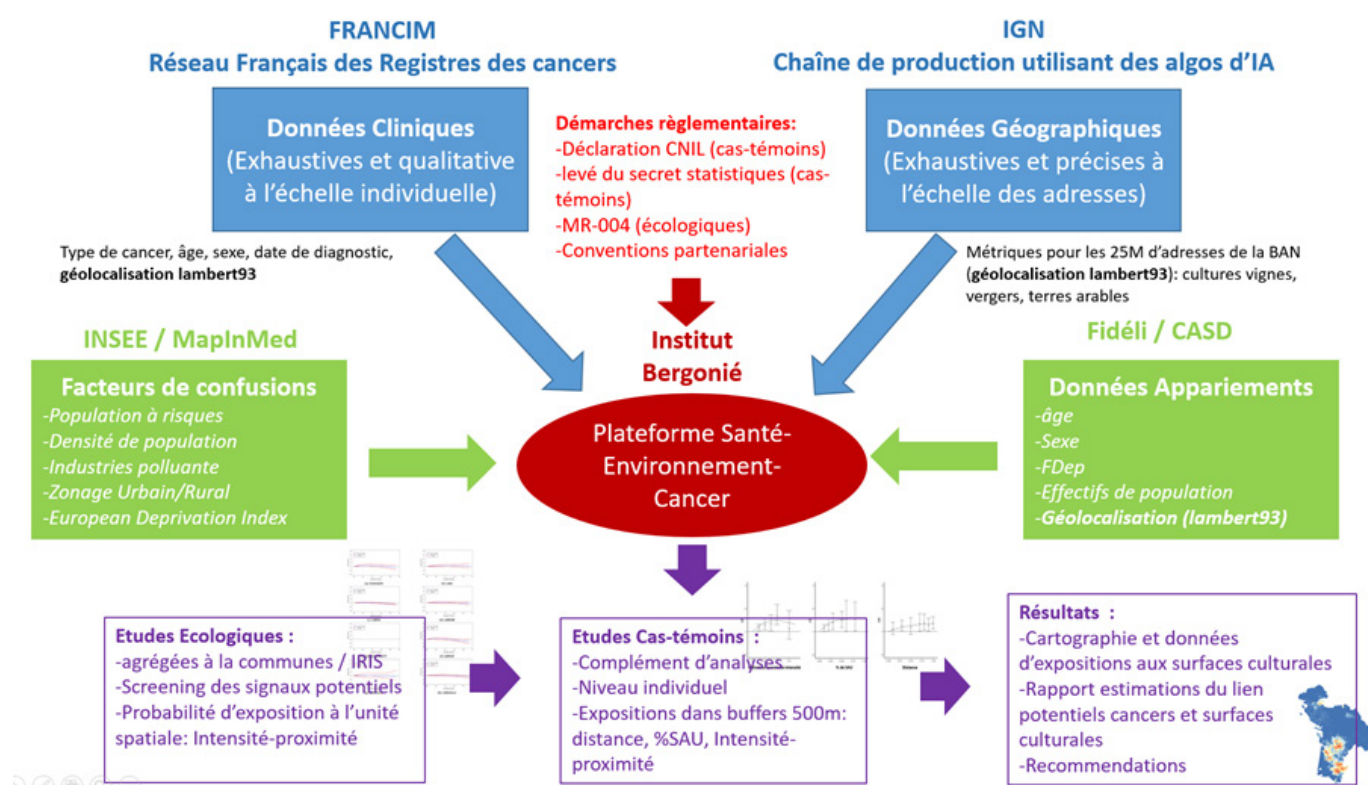 FRANCIM
Réseau Français des Registres des cancers
IGN
Chaîne de production utilisant des algos d'IA
Données Cliniques
(Exhaustives et qualitative
à l'échelle individuelle)
Démarches règlementaires:
-Déclaration CNIL (cas-témoins)
-levé du secret statistiques (cas-
témoins)
-MR-004 (écologiques)
-Conventions partenariales
Données Géographiques
(Exhaustives et précises à
l'échelle des adresses)
Type de cancer, âge, sexe, date de diagnostic,
géolocalisation lambert93
Métriques pour les 25M d'adresses de la BAN
(géolocalisation lambert93): cultures vignes,
vergers, terres arables
INSEE / MapInMed
Facteurs de confusions
-Population à risques
-Densité de population
-Industries polluante
-Zonage Urbain/Rural
-European Deprivation Index
Institut
Bergonié
Plateforme Santé-
Environnement-
Cancer
Fidéli / CASD
Données Appariements
-âge
-Sexe
-FDep
-Effectifs de population
-Géolocalisation (lambert93)
Etudes Ecologiques :
-agrégées à la communes / IRIS
-Screening des signaux potentiels
-Probabilité d'exposition à l'unité
spatiale: Intensité-proximité
Etudes Cas-témoins :
-Complément d'analyses
-Niveau individuel
-Expositions dans buffers 500m:
distance, %SAU, Intensité-
proximité
% de SAU
Distance
Résultats :
-Cartographie et données
d'expositions aux surfaces culturales
-Rapport estimations du lien
potentiels cancers et surfaces
culturales
-Recommendations